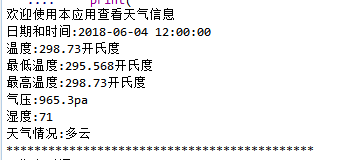 .... print(
欢迎使用本应用查看天气信息
日期和时间:2018-06-04 12:00:00
温度:298.73开氏度
最低温度:295.568开氏度
最高温度:298.73开氏度
气压:965.3pa
湿度:71
天气情况:多云
********************************************